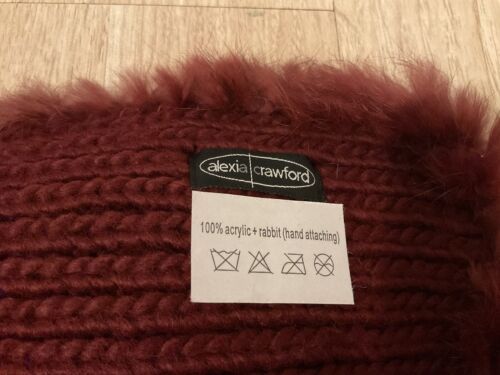 alexia crawford
100% acrylic + rabbit (hand attaching)